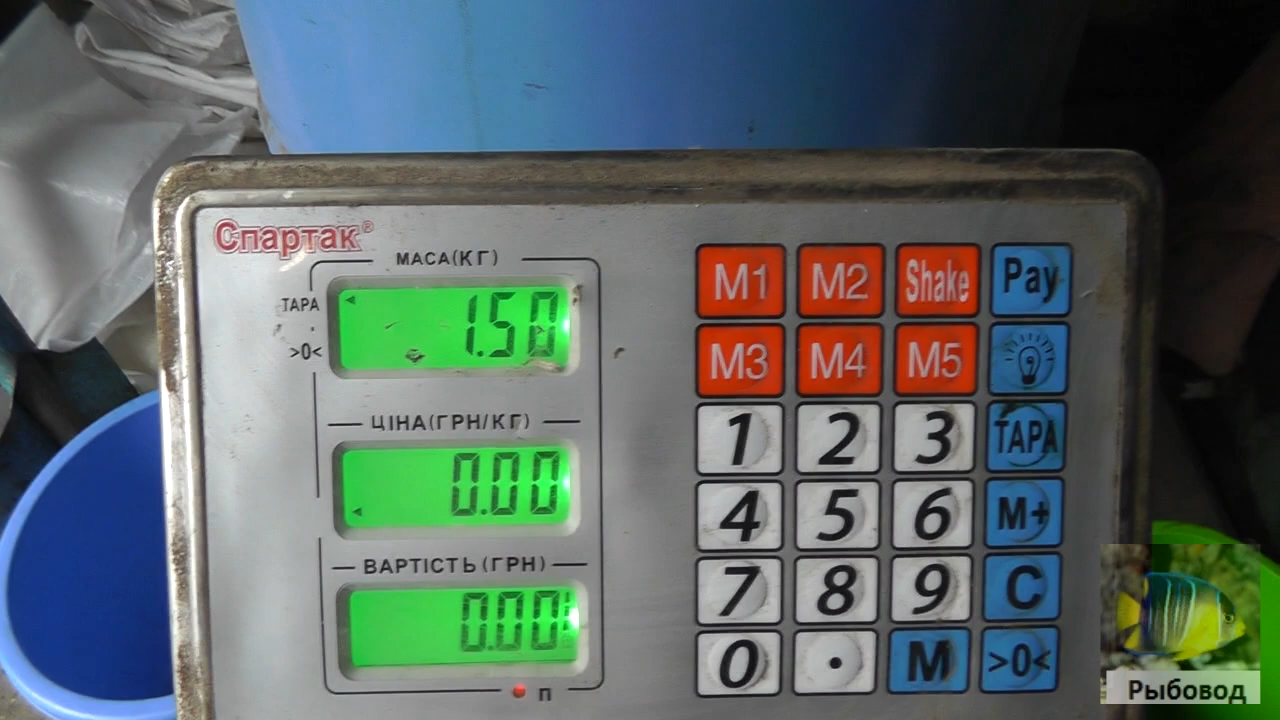 Спартак®
МАСА(КГ)
ТАРА
>0<
1.50
ЦІНА(ГРН/КГ)
0.00
ВАРТІСТЬ(ГРН)
0.00
П
M1 M2 Shake Pay
M3 M4 M5
1 2 3 ТАРА
4 5 6 M+
7 8 9 C
0 . M >0<
Рыбовод